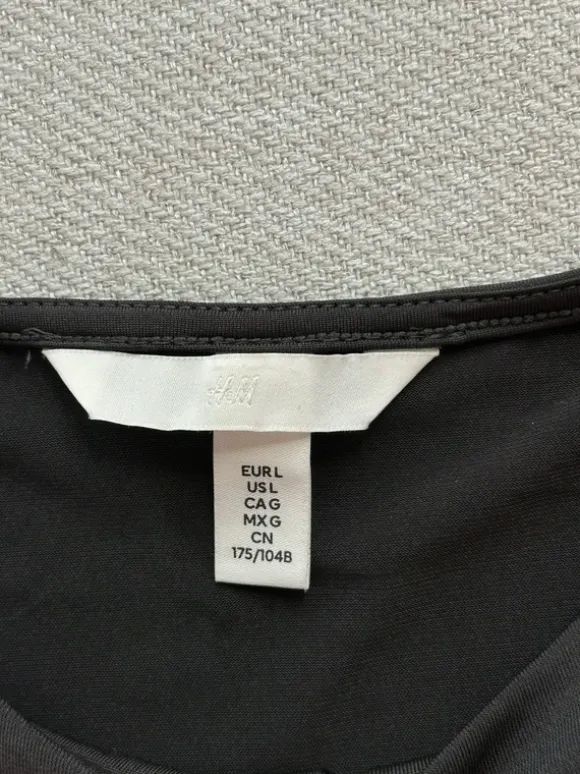 H&M
EUR L
US L
CA G
MX G
CN
175/104B